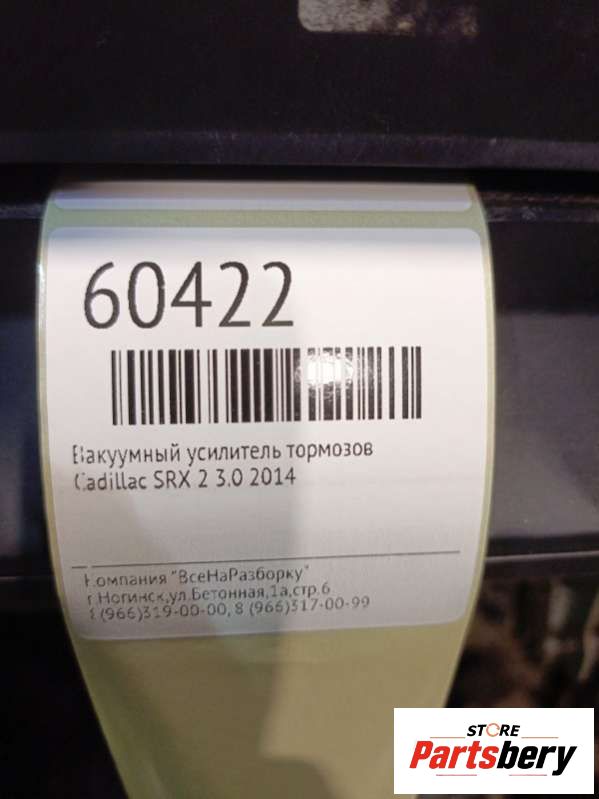 60422
Вакуумный усилитель тормозов
Cadillac SRX 2 3.0 2014
Компания "ВсеНаРазборку"
г.Ногинск,ул.Бетонная,1а,стр.6
8 (966)319-00-00, 8 (966)317-00-99
STORE
Partsbery